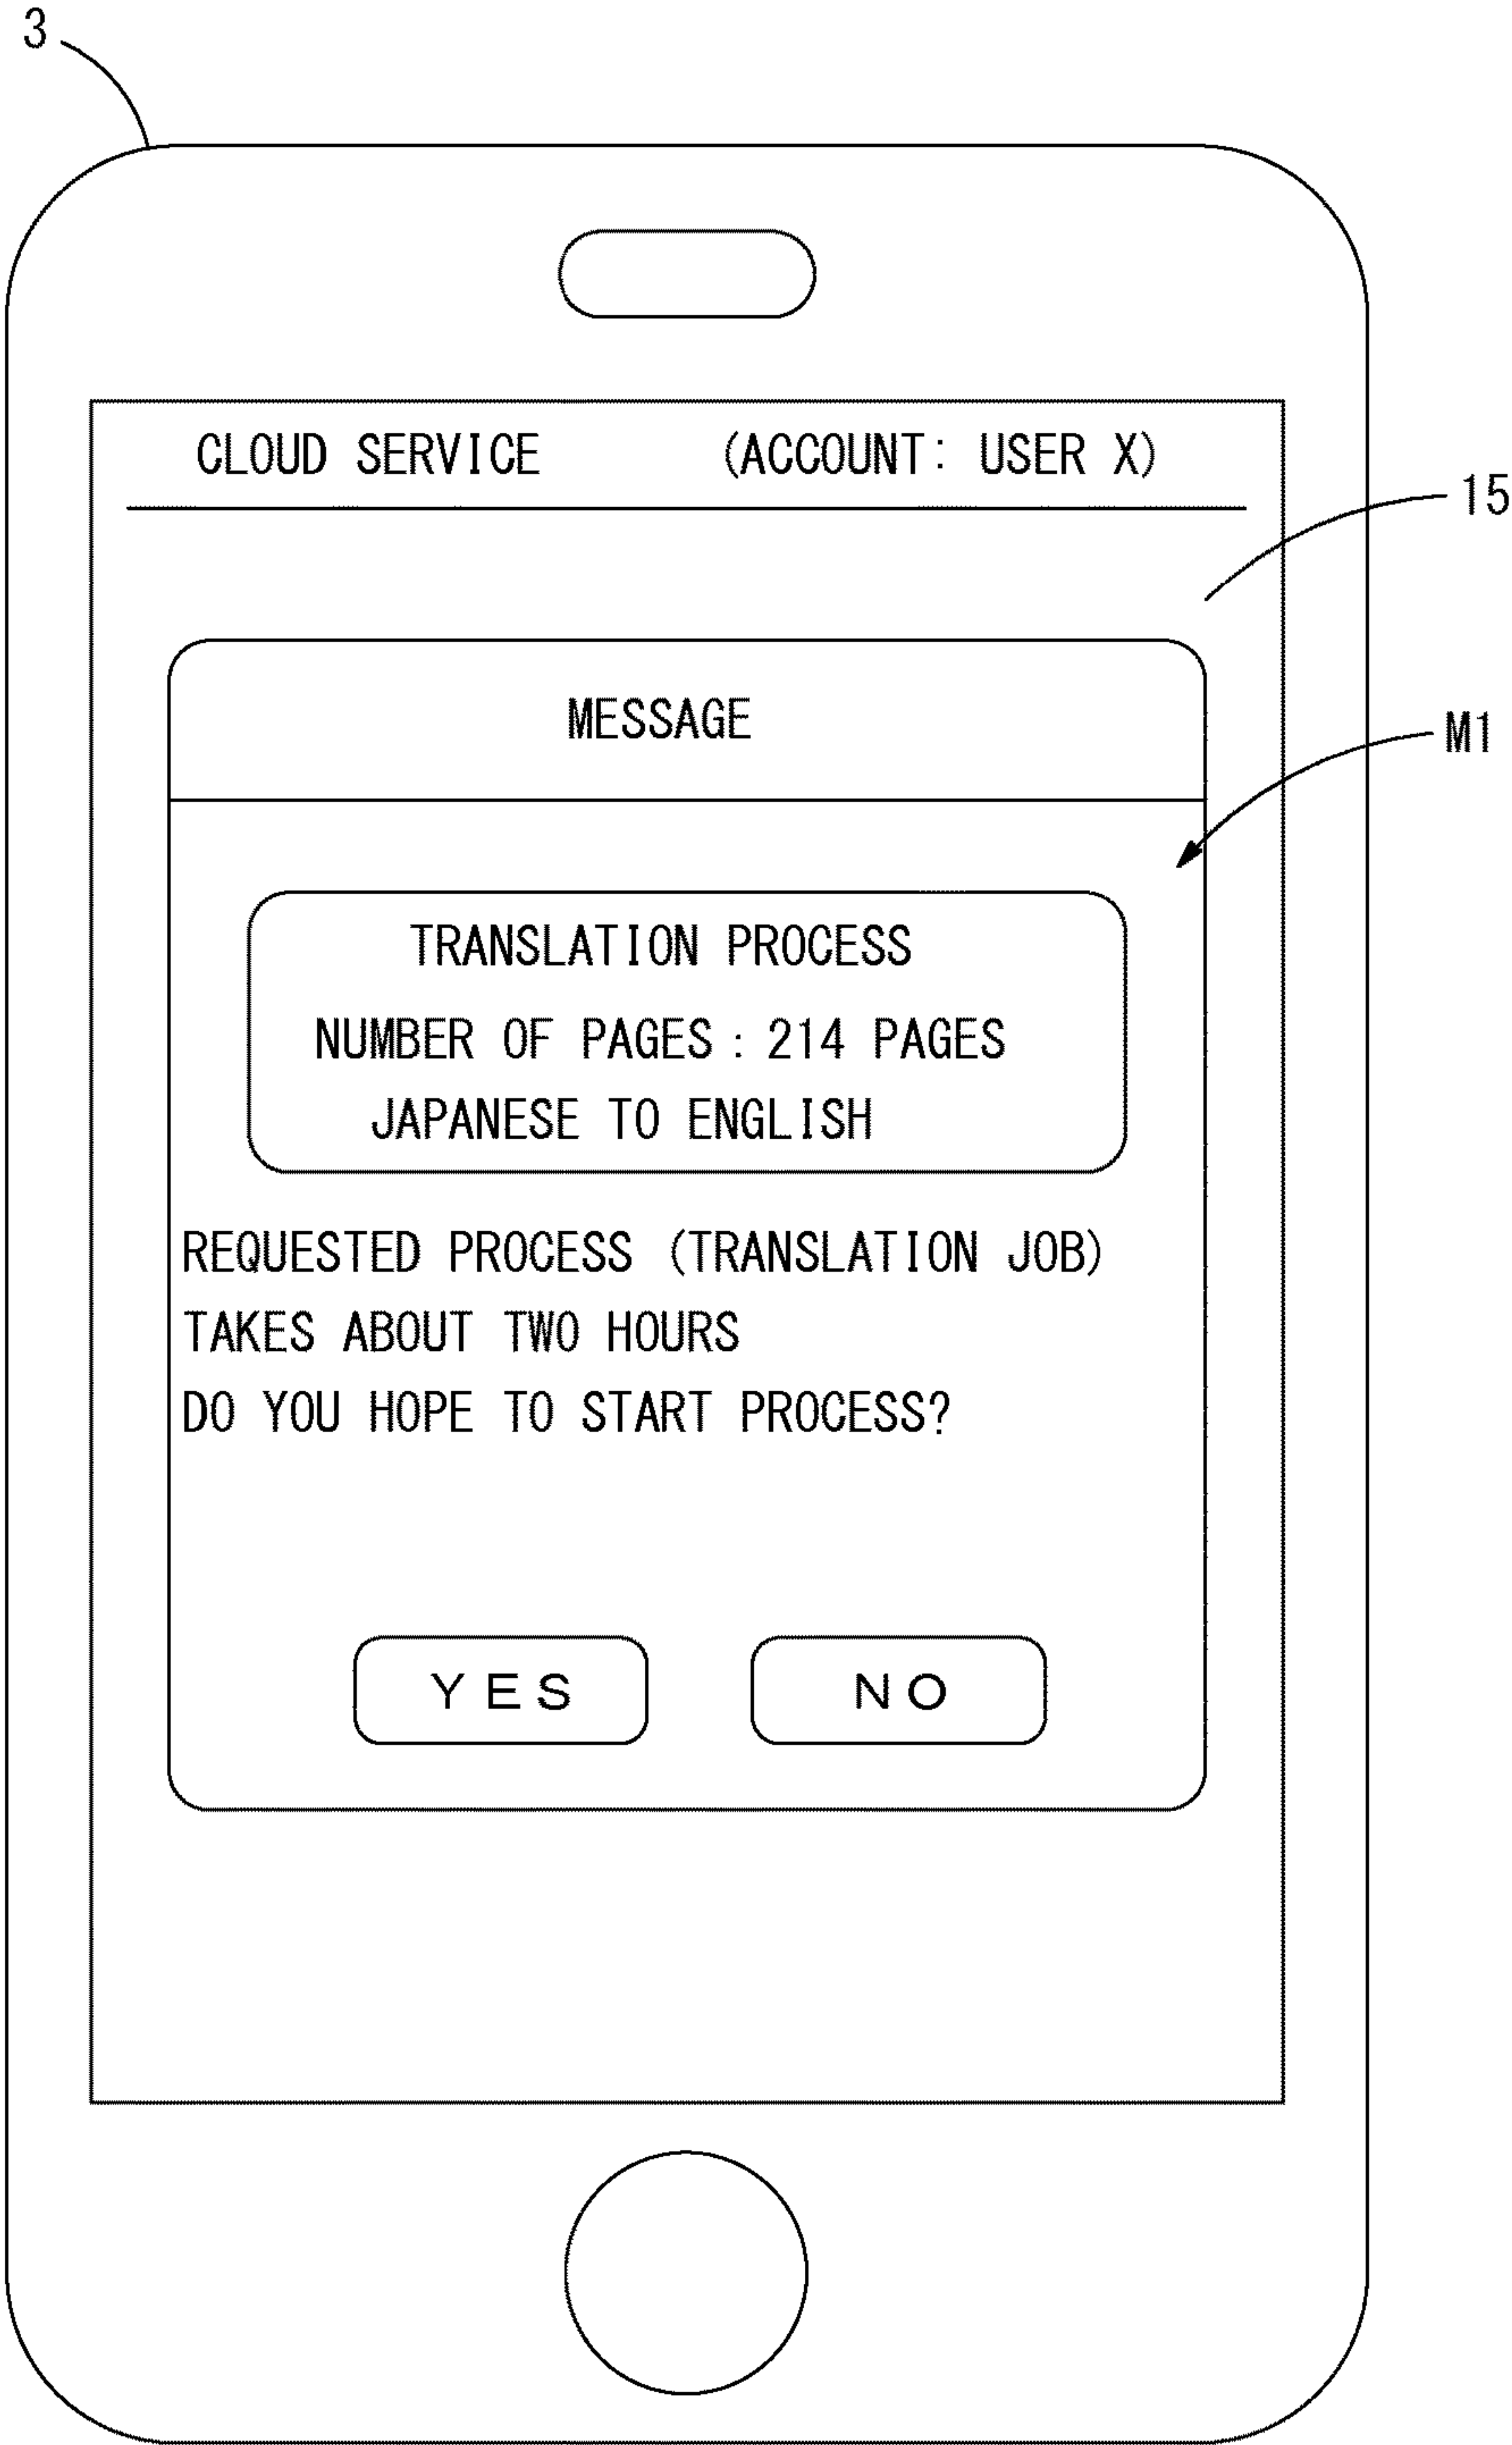 3
CLOUD SERVICE (ACCOUNT: USER X)
15
MESSAGE
M1
TRANSLATION PROCESS
NUMBER OF PAGES : 214 PAGES
JAPANESE TO ENGLISH
REQUESTED PROCESS (TRANSLATION JOB)
TAKES ABOUT TWO HOURS
DO YOU HOPE TO START PROCESS?
YES NO